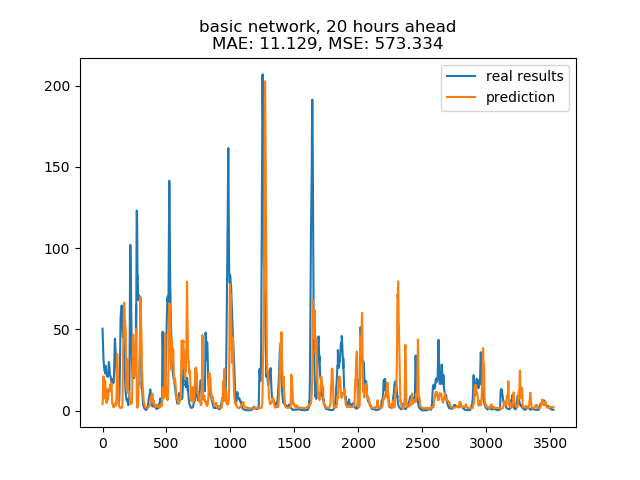 basic network, 20 hours ahead
MAE: 11.129, MSE: 573.334
real results
prediction
200
150
100
50
0
0 500 1000 1500 2000 2500 3000 3500